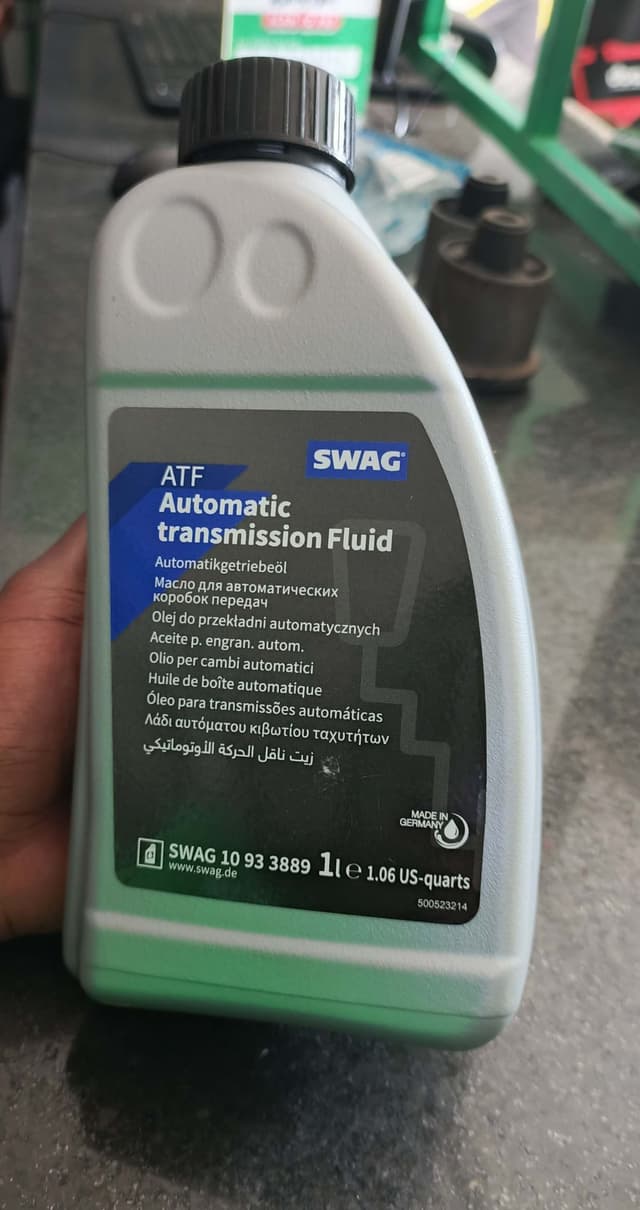 SWAG
ATF
Automatic
transmission Fluid
Automatikgetriebeöl
Масло для автоматических
коробок передач
Olej do przekładni automatycznych
Aceite p. engran. autom.
Olio per cambi automatici
Huile de boîte automatique
Óleo para transmissões automáticas
Λάδι αυτόματου κιβωτίου ταχυτήτων
زيت ناقل الحركة الأوتوماتيكي
MADE IN
GERMANY
SWAG 10 93 3889 1l ℮ 1.06 US-quarts
www.swag.de
500523214